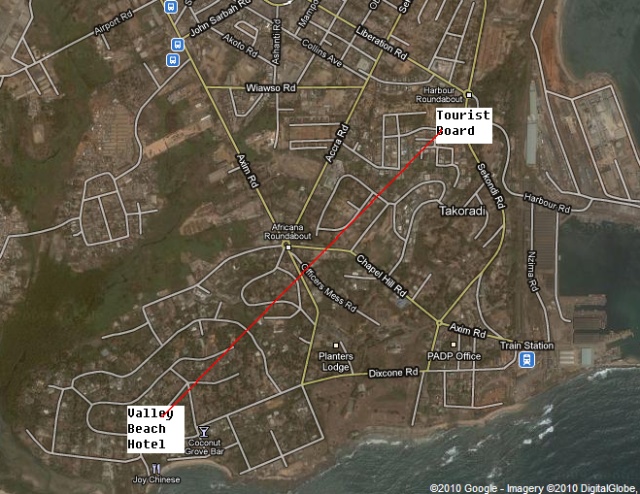 Airport Rd
John Sarbah Rd
Akoto Rd
Ashanti Rd
Collins Ave
Liberation Rd
Wiawso Rd
Harbour
Roundabout
Tourist
Board
Accra Rd
Axim Rd
Sekondi Rd
Harbour Rd
Takoradi
Africana
Roundabout
Nzima Rd
Chapel Hill Rd
Officers Mess Rd
Axim Rd
Train Station
Planters
Lodge
PADP Office
Dixcone Rd
Valley
Beach
Hotel
Coconut
Grove Bar
Joy Chinese
©2010 Google - Imagery ©2010 DigitalGlobe,